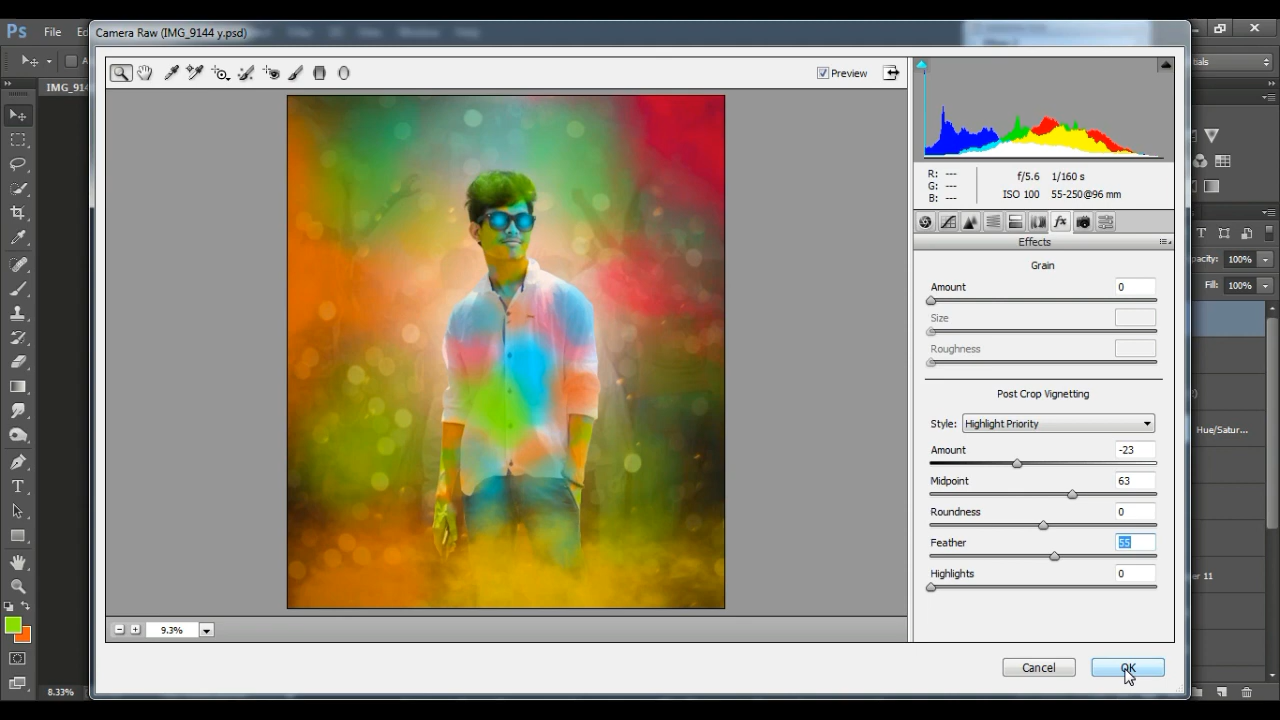 Ps File
Camera Raw (IMG_9144 y.psd)
Preview
IMG_914
R: ---
G: ---
B: ---
f/5.6 1/160 s
ISO 100 55-250@96 mm
Effects
Grain
Amount 0
Size
Roughness
Post Crop Vignetting
Style: Highlight Priority
Amount -23
Midpoint 63
Roundness 0
Feather 55
Highlights 0
100%
Fill: 100%
Hue/Satur...
er 11
9.3%
Cancel OK
8.33%